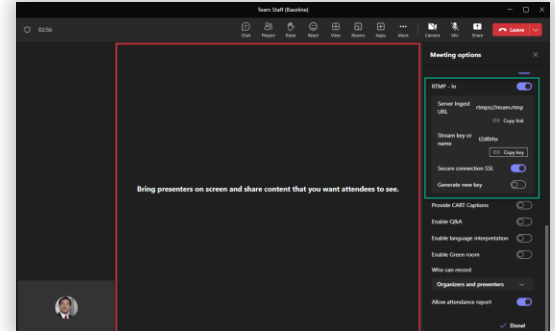 Team Staff (Baseline)
02:56
Chat People Raise React View Rooms Apps More Camera Mic Share Leave
Meeting options
RTMP - In
Server Ingest URL
rtmps://noam.rtmp
Copy link
Stream key or name
Copy key
Secure connection SSL
Generate new key
Bring presenters on screen and share content that you want attendees to see.
Provide CART Captions
Enable Q&A
Enable language interpretation
Enable Green room
Who can record
Organizers and presenters
Allow attendance report
Done!